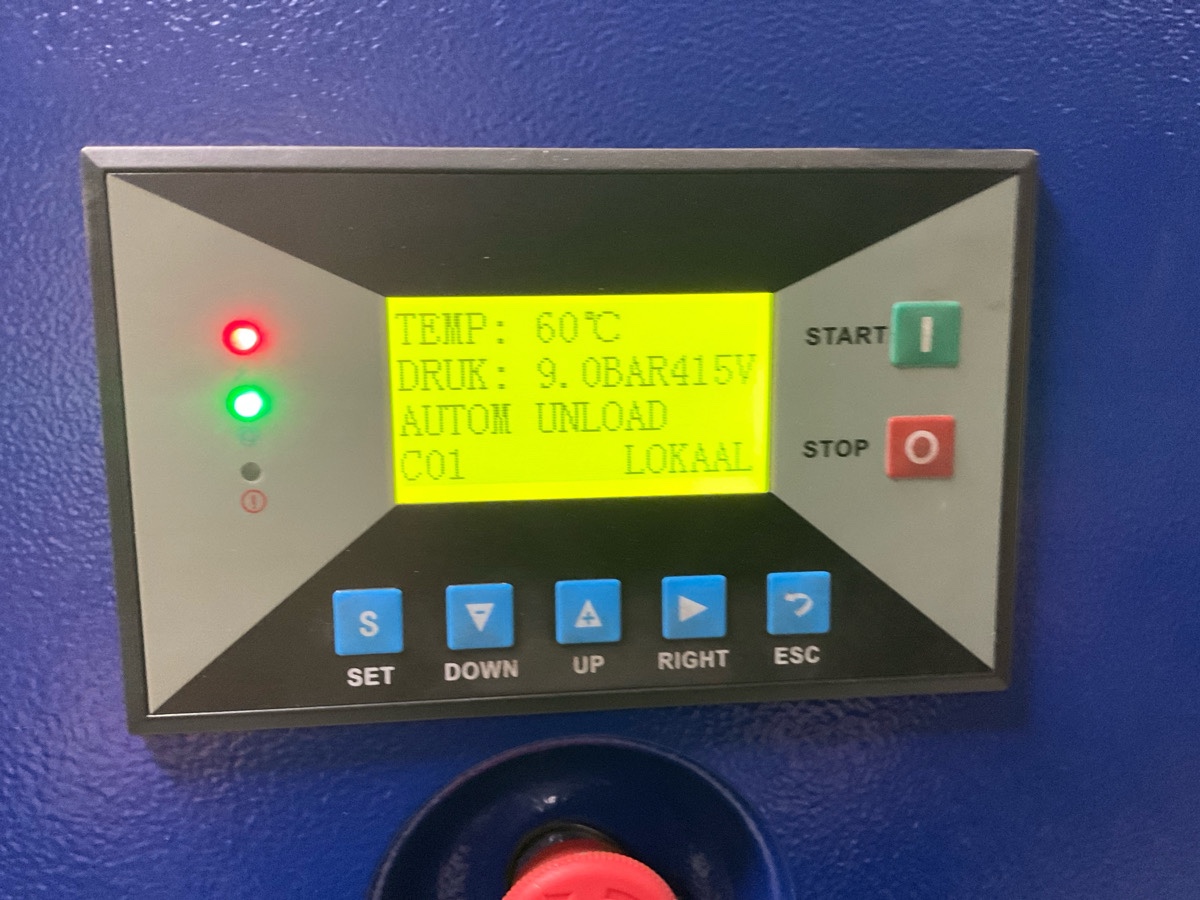 TEMP: 60℃
DRUK: 9.0BAR415V
AUTOM UNLOAD
C01 LOKAAL
START
STOP
S
SET
DOWN
UP
RIGHT
ESC